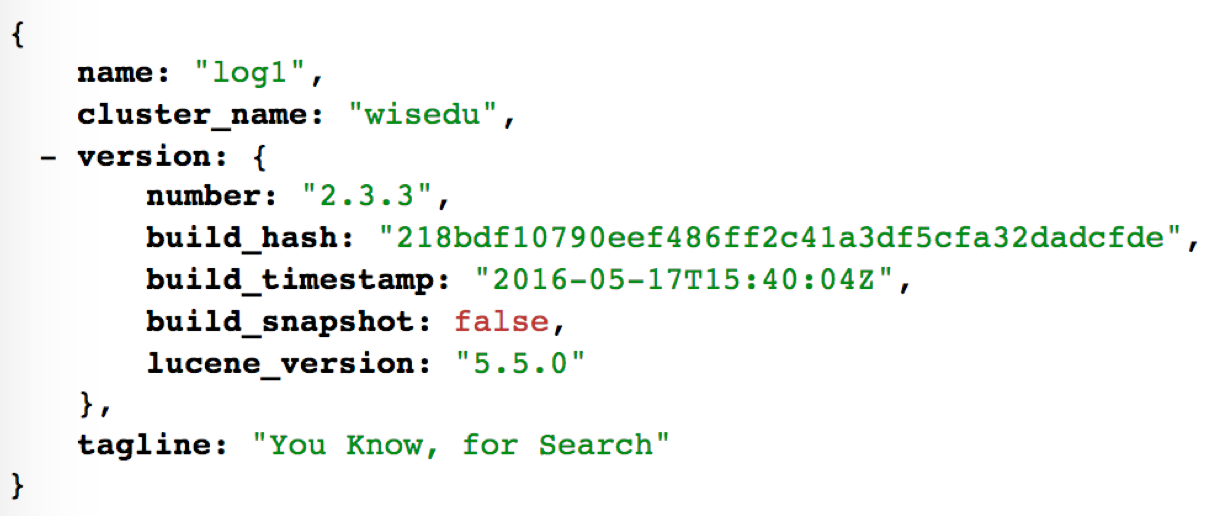 {
name: "log1",
cluster_name: "wisedu",
- version: {
number: "2.3.3",
build_hash: "218bdf10790eef486ff2c41a3df5cfa32dadcfde",
build_timestamp: "2016-05-17T15:40:04Z",
build_snapshot: false,
lucene_version: "5.5.0"
},
tagline: "You Know, for Search"
}